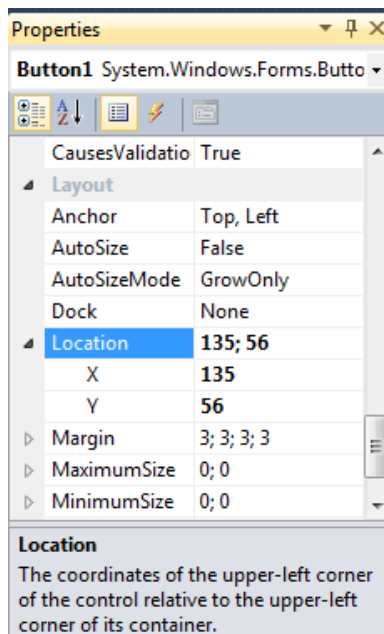 Properties
Button1 System.Windows.Forms.Butto
CausesValidatio True
Layout
Anchor Top, Left
AutoSize False
AutoSizeMode GrowOnly
Dock None
Location 135; 56
X 135
Y 56
Margin 3; 3; 3; 3
MaximumSize 0; 0
MinimumSize 0; 0
Location
The coordinates of the upper-left corner
of the control relative to the upper-left
corner of its container.